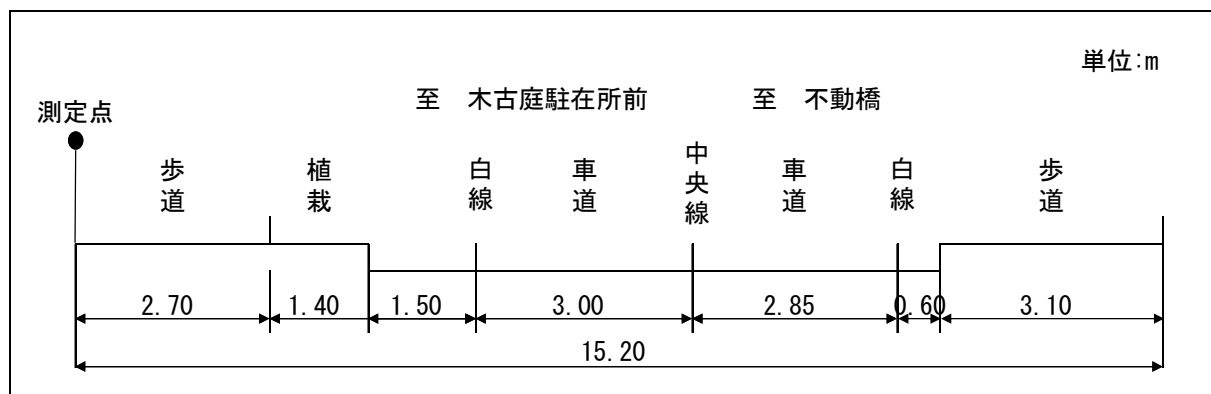 単位:m
至 木古庭駐在所前 至 不動橋
測定点
歩道 植栽 白線 車道 中央線 車道 白線 歩道
2.70 1.40 1.50 3.00 2.85 0.60 3.10
15.20